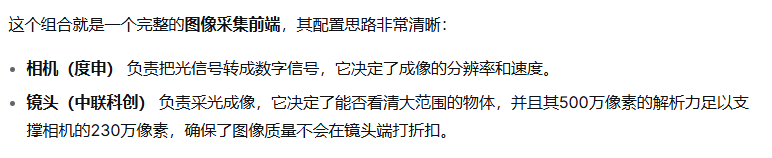 这个组合就是一个完整的图像采集前端，其配置思路非常清晰：
相机（度申） 负责把光信号转成数字信号，它决定了成像的分辨率和速度。
镜头（中联科创） 负责采光成像，它决定了能否看清大范围的物体，并且其500万像素的解析力足以支
撑相机的230万像素，确保了图像质量不会在镜头端打折扣。